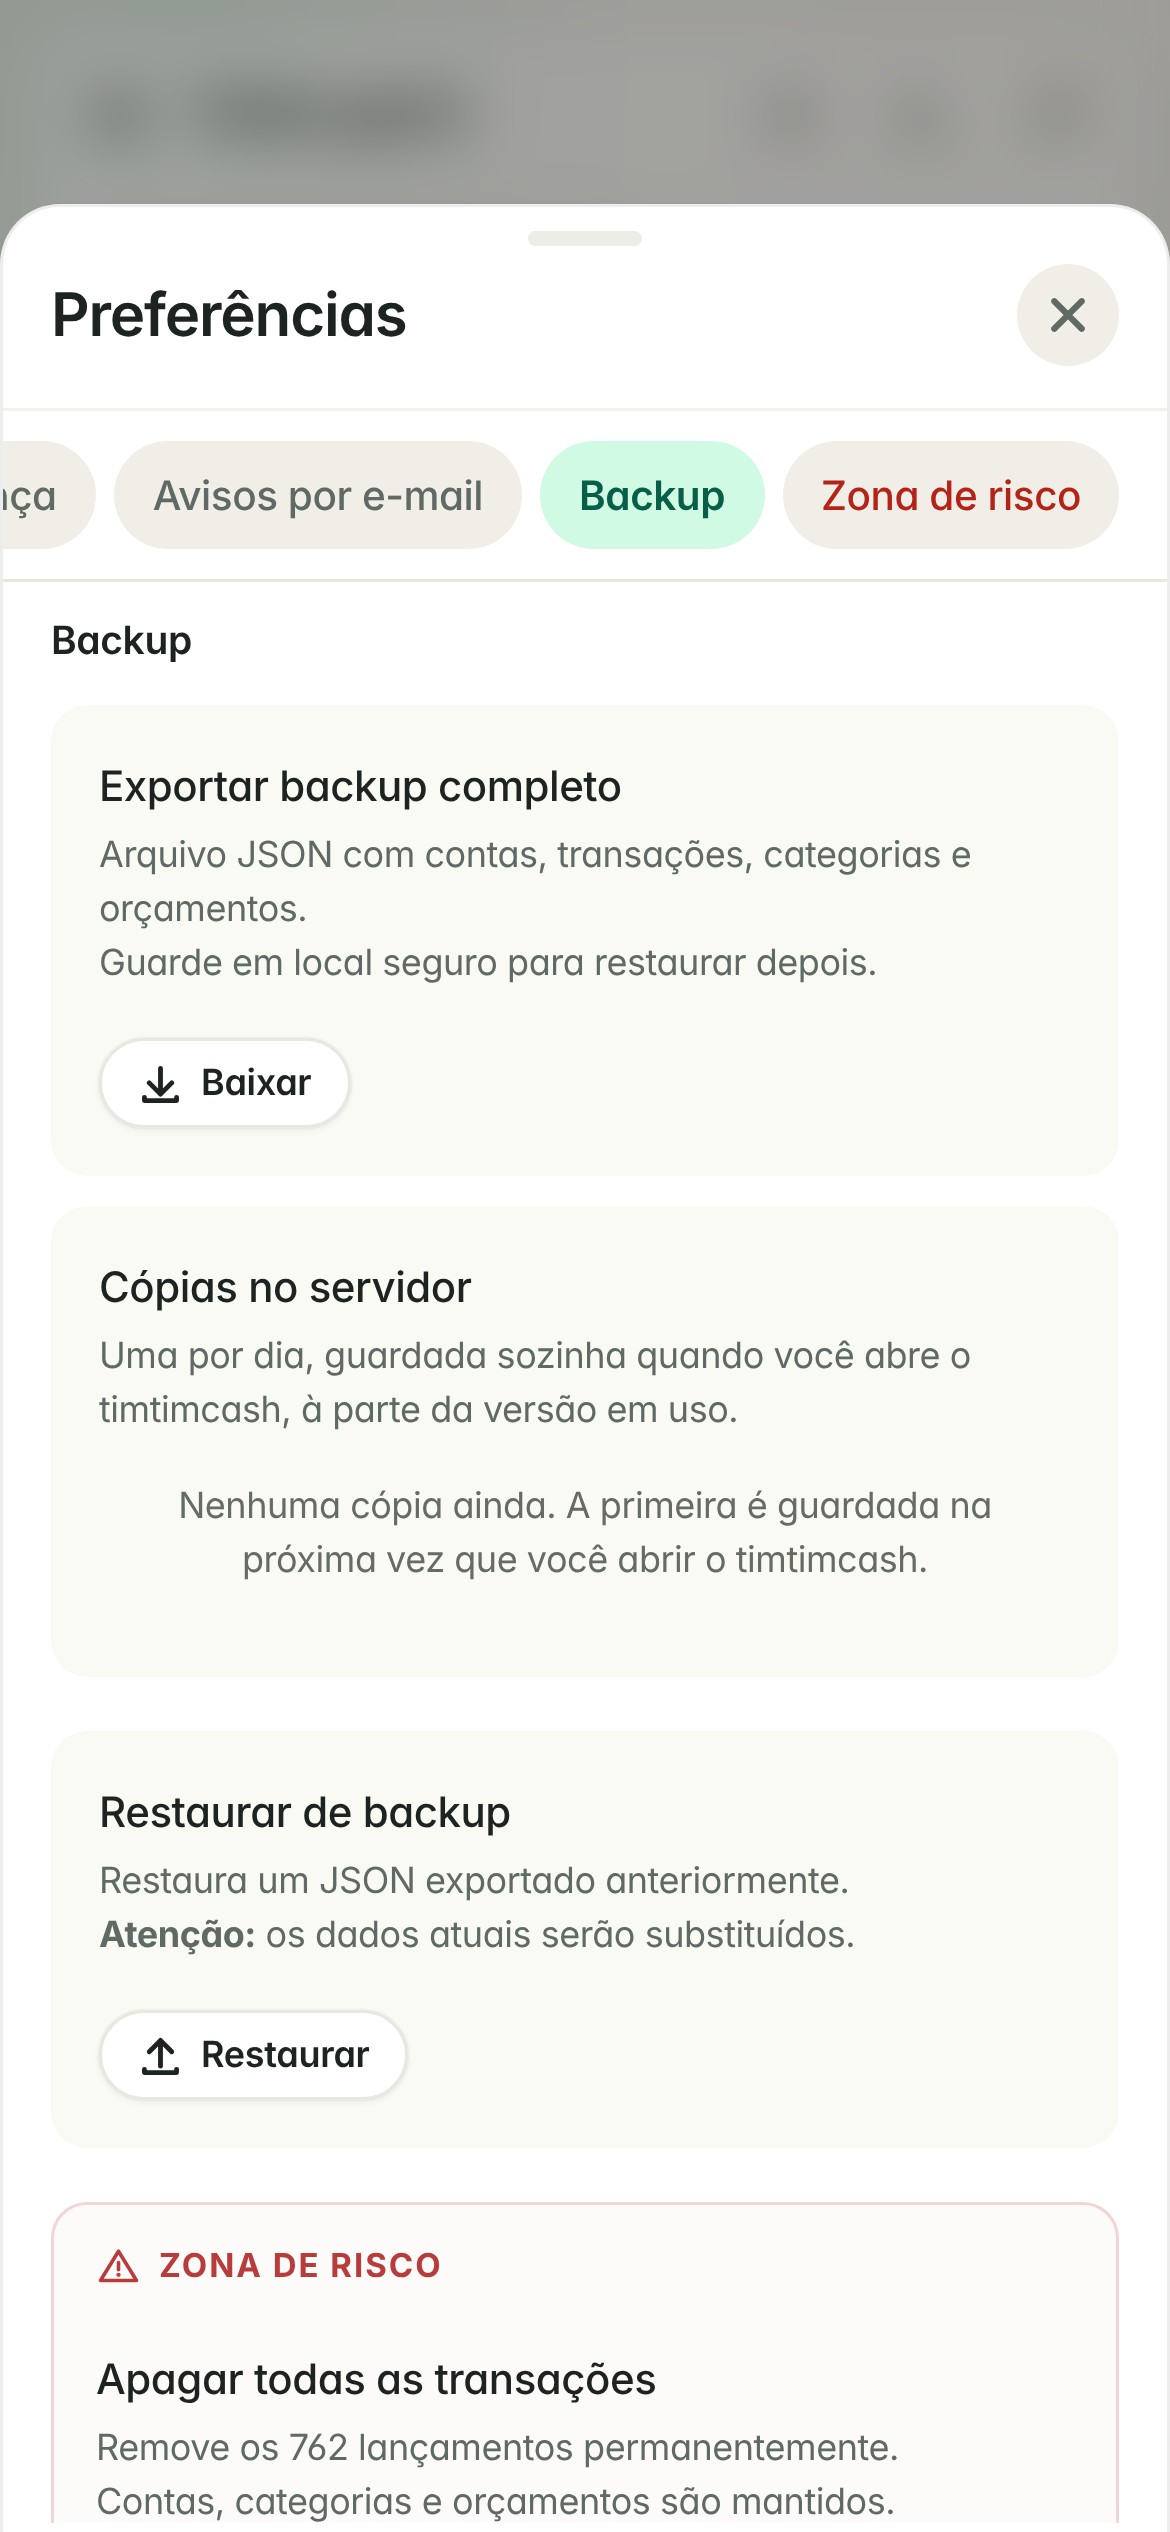 Preferências
ça
Avisos por e-mail
Backup
Zona de risco
Backup
Exportar backup completo
Arquivo JSON com contas, transações, categorias e
orçamentos.
Guarde em local seguro para restaurar depois.
Baixar
Cópias no servidor
Uma por dia, guardada sozinha quando você abre o
timtimcash, à parte da versão em uso.
Nenhuma cópia ainda. A primeira é guardada na
próxima vez que você abrir o timtimcash.
Restaurar de backup
Restaura um JSON exportado anteriormente.
Atenção: os dados atuais serão substituídos.
Restaurar
ZONA DE RISCO
Apagar todas as transações
Remove os 762 lançamentos permanentemente.
Contas, categorias e orçamentos são mantidos.